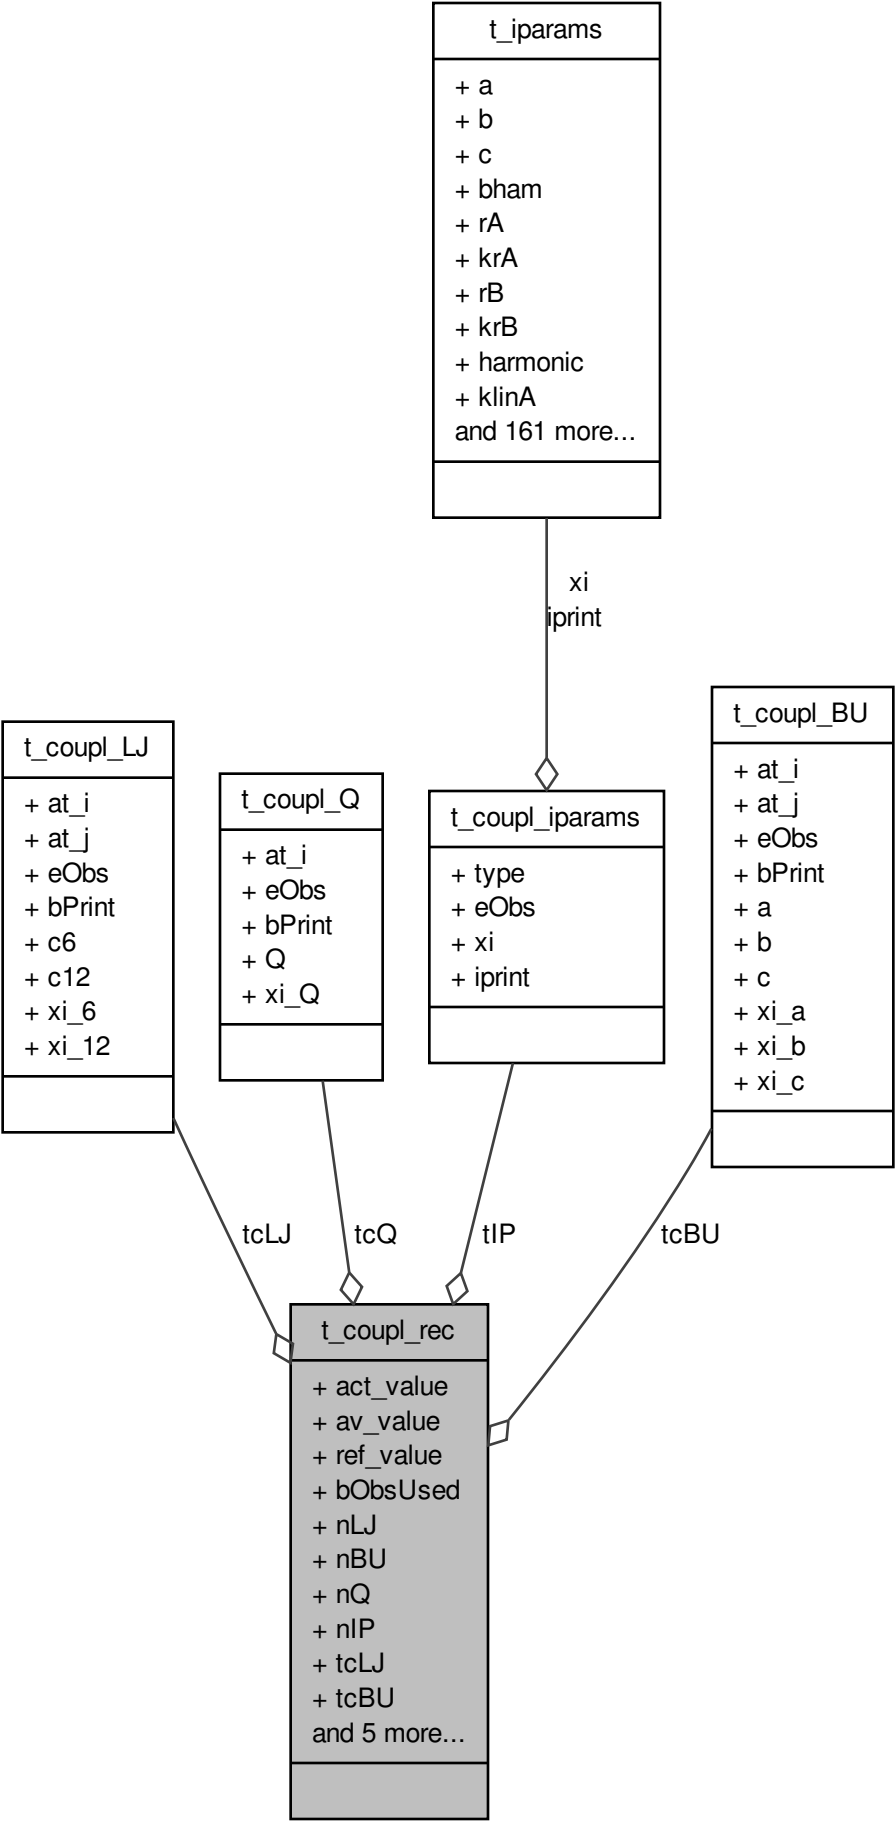 t_iparams
+ a
+ b
+ c
+ bham
+ rA
+ krA
+ rB
+ krB
+ harmonic
+ klinA
and 161 more...
xi
iprint
t_coupl_LJ
+ at_i
+ at_j
+ eObs
+ bPrint
+ c6
+ c12
+ xi_6
+ xi_12
t_coupl_Q
+ at_i
+ eObs
+ bPrint
+ Q
+ xi_Q
t_coupl_iparams
+ type
+ eObs
+ xi
+ iprint
t_coupl_BU
+ at_i
+ at_j
+ eObs
+ bPrint
+ a
+ b
+ c
+ xi_a
+ xi_b
+ xi_c
tcLJ
tcQ
tIP
tcBU
t_coupl_rec
+ act_value
+ av_value
+ ref_value
+ bObsUsed
+ nLJ
+ nBU
+ nQ
+ nIP
+ tcLJ
+ tcBU
and 5 more...